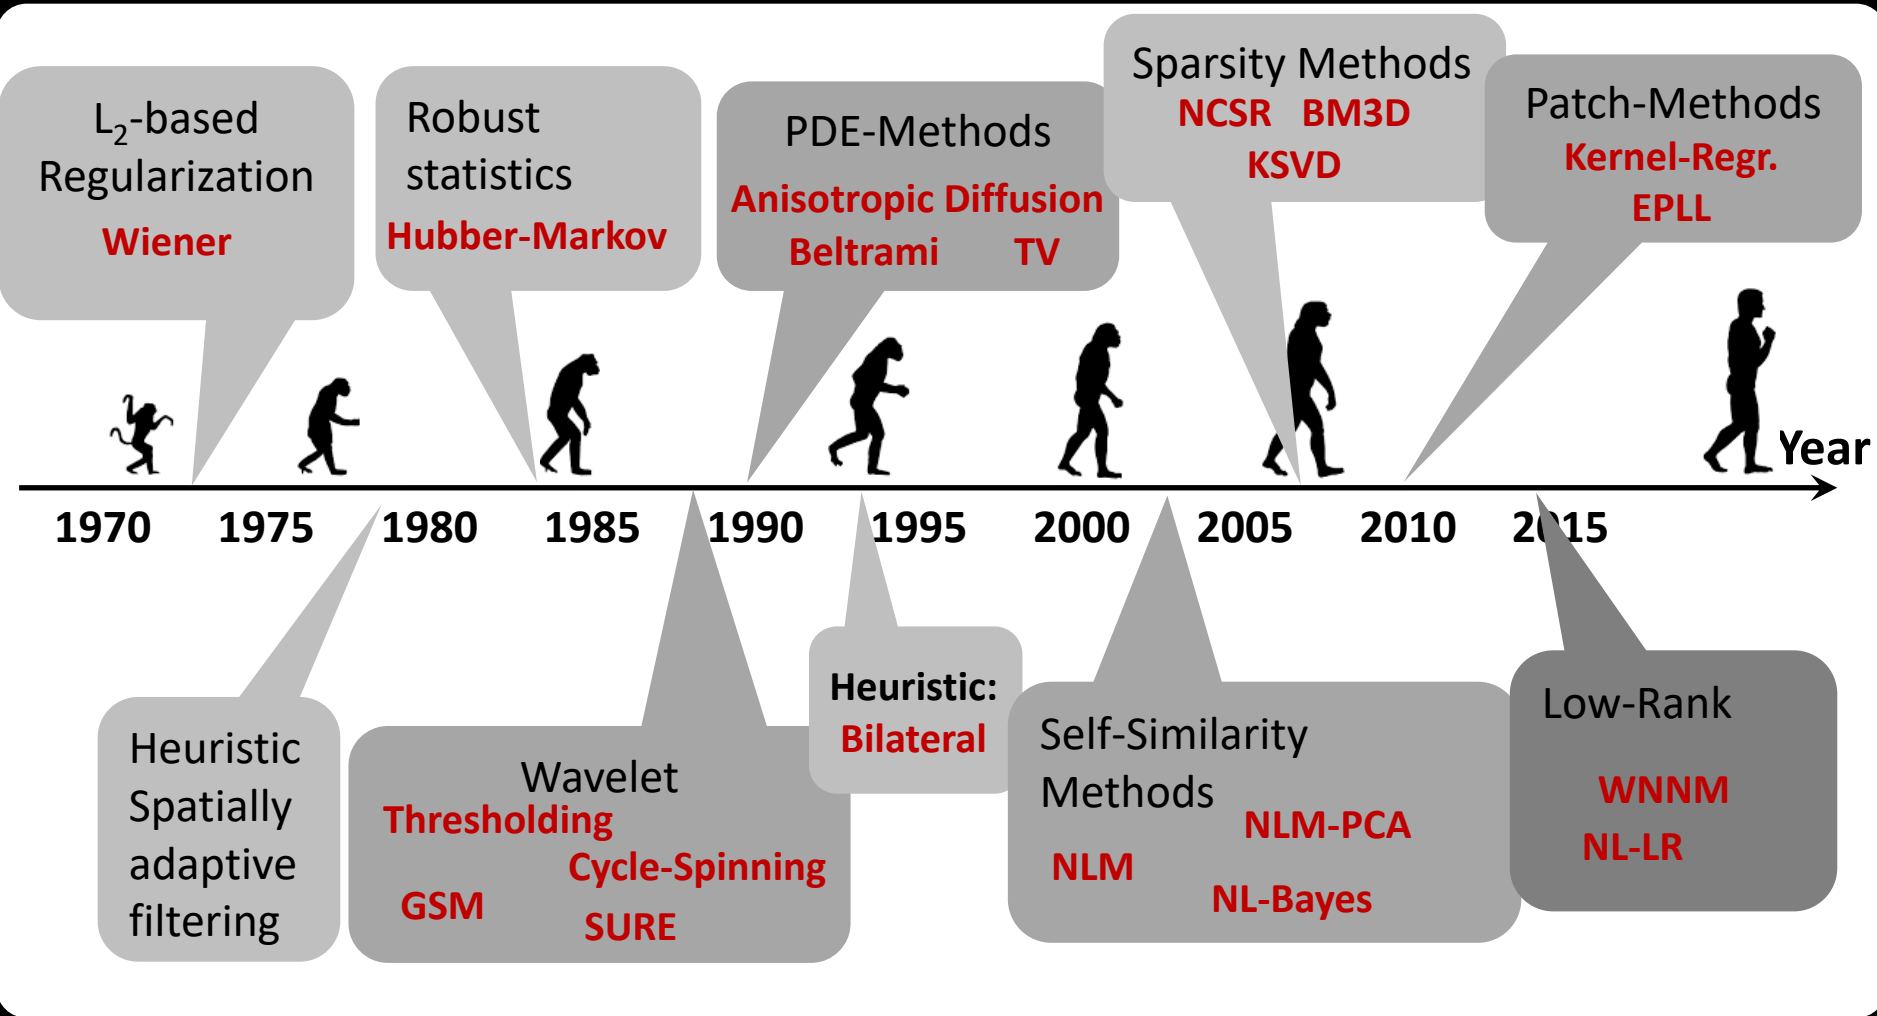 L₂-based
Regularization
Wiener
Robust
statistics
Hubber-Markov
PDE-Methods
Anisotropic Diffusion
Beltrami TV
Sparsity Methods
NCSR BM3D
KSVD
Patch-Methods
Kernel-Regr.
EPLL
Year
1970 1975 1980 1985 1990 1995 2000 2005 2010 2015
Heuristic
Spatially
adaptive
filtering
Wavelet
Thresholding
Cycle-Spinning
GSM
SURE
Heuristic:
Bilateral
Self-Similarity
Methods
NLM-PCA
NLM
NL-Bayes
Low-Rank
WNNM
NL-LR